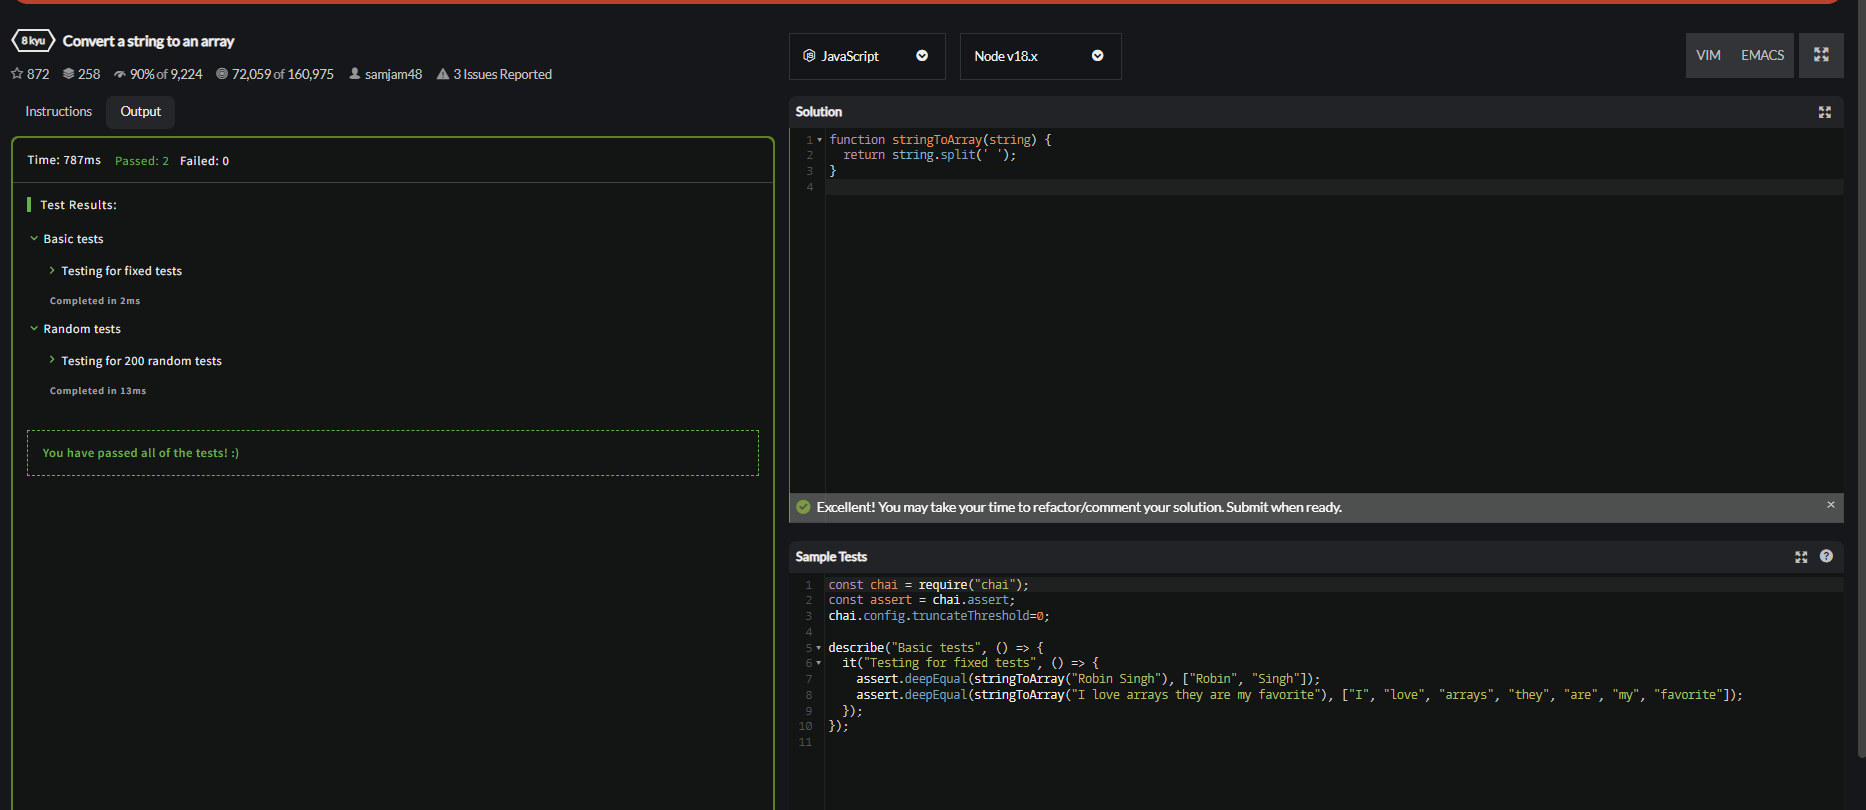 8 kyu Convert a string to an array
872 258 90% of 9,224 72,059 of 160,975 samjam48 3 Issues Reported
Instructions Output
Time: 787ms Passed: 2 Failed: 0
Test Results:
Basic tests
Testing for fixed tests
Completed in 2ms
Random tests
Testing for 200 random tests
Completed in 13ms
You have passed all of the tests! :)
JavaScript Node v18.x VIM EMACS
Solution
1 function stringToArray(string) {
2 return string.split(' ');
3 }
4
Excellent! You may take your time to refactor/comment your solution. Submit when ready. ×
Sample Tests ?
1 const chai = require("chai");
2 const assert = chai.assert;
3 chai.config.truncateThreshold=0;
4
5 describe("Basic tests", () => {
6 it("Testing for fixed tests", () => {
7 assert.deepEqual(stringToArray("Robin Singh"), ["Robin", "Singh"]);
8 assert.deepEqual(stringToArray("I love arrays they are my favorite"), ["I", "love", "arrays", "they", "are", "my", "favorite"]);
9 });
10 });
11